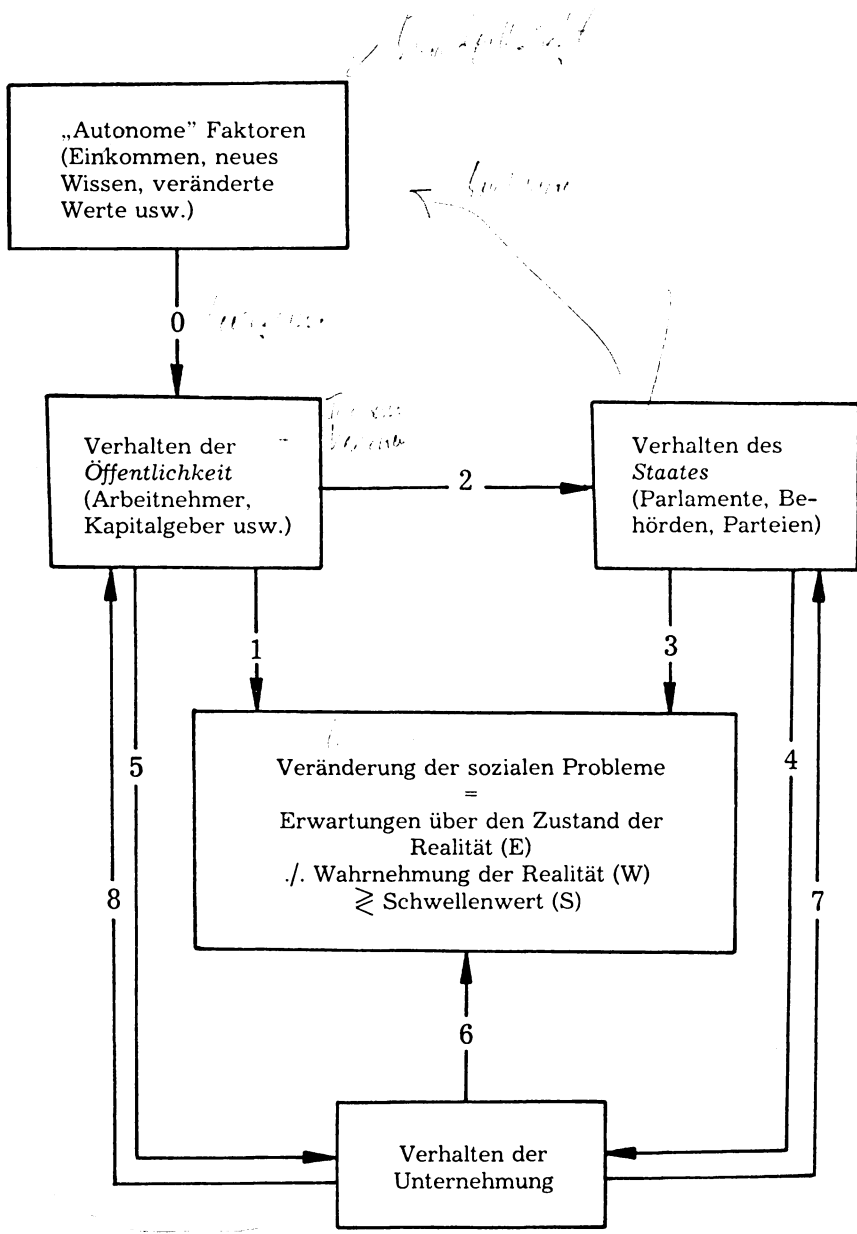 „Autonome” Faktoren
(Einkommen, neues
Wissen, veränderte
Werte usw.)
0
Verhalten der
Öffentlichkeit
(Arbeitnehmer,
Kapitalgeber usw.)
2
Verhalten des
Staates
(Parlamente, Be-
hörden, Parteien)
1
3
Veränderung der sozialen Probleme
=
Erwartungen über den Zustand der
Realität (E)
./. Wahrnehmung der Realität (W)
≷ Schwellenwert (S)
5
4
8
7
6
Verhalten der
Unternehmung